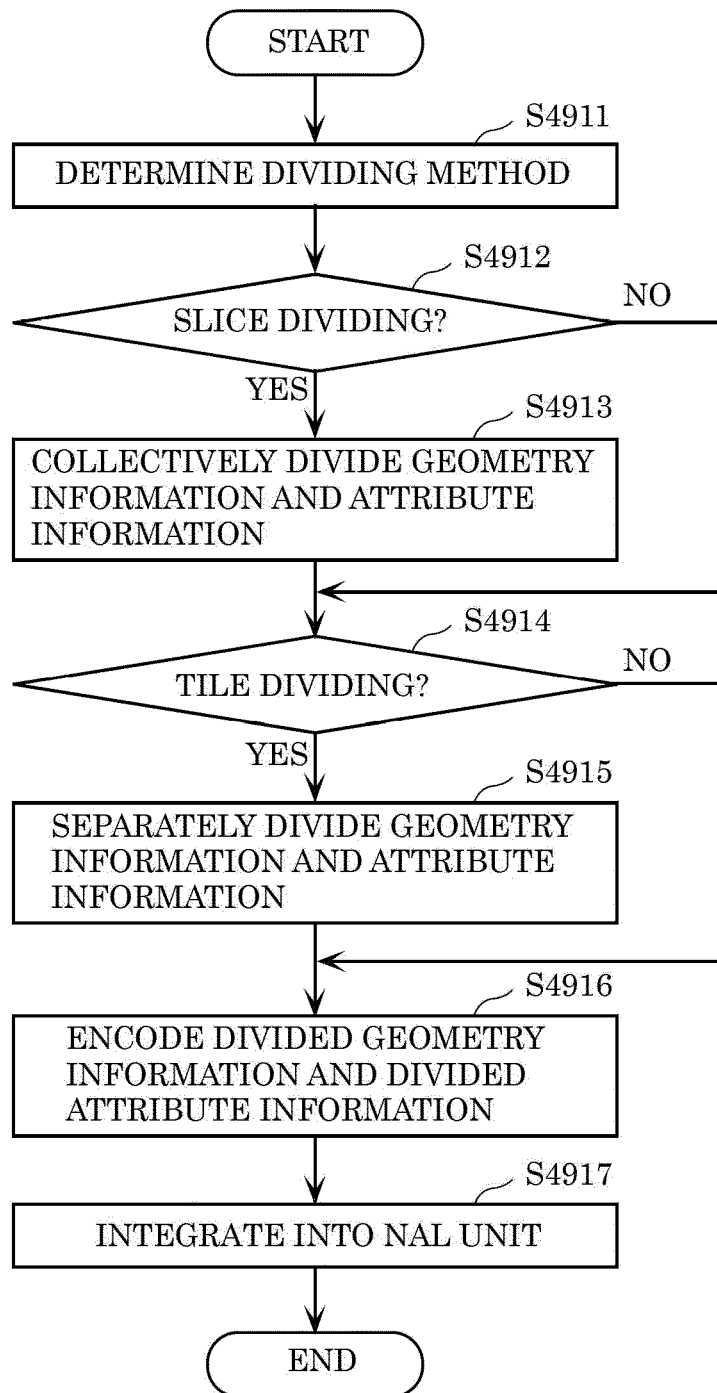 START
S4911
DETERMINE DIVIDING METHOD
S4912
SLICE DIVIDING?
NO
YES
S4913
COLLECTIVELY DIVIDE GEOMETRY
INFORMATION AND ATTRIBUTE
INFORMATION
S4914
TILE DIVIDING?
NO
YES
S4915
SEPARATELY DIVIDE GEOMETRY
INFORMATION AND ATTRIBUTE
INFORMATION
S4916
ENCODE DIVIDED GEOMETRY
INFORMATION AND DIVIDED
ATTRIBUTE INFORMATION
S4917
INTEGRATE INTO NAL UNIT
END